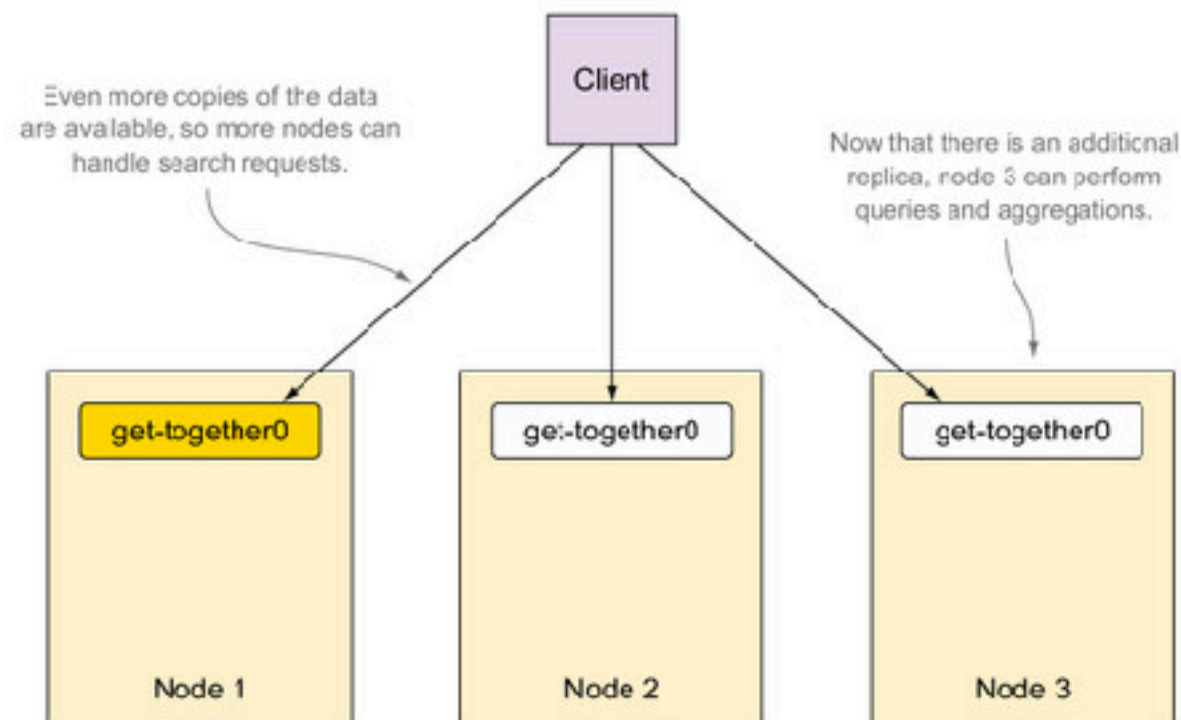 Client
Even more copies of the data
are available, so more nodes can
handle search requests.
Now that there is an additional
replica, node 3 can perform
queries and aggregations.
get-together0
get-together0
get-together0
Node 1
Node 2
Node 3